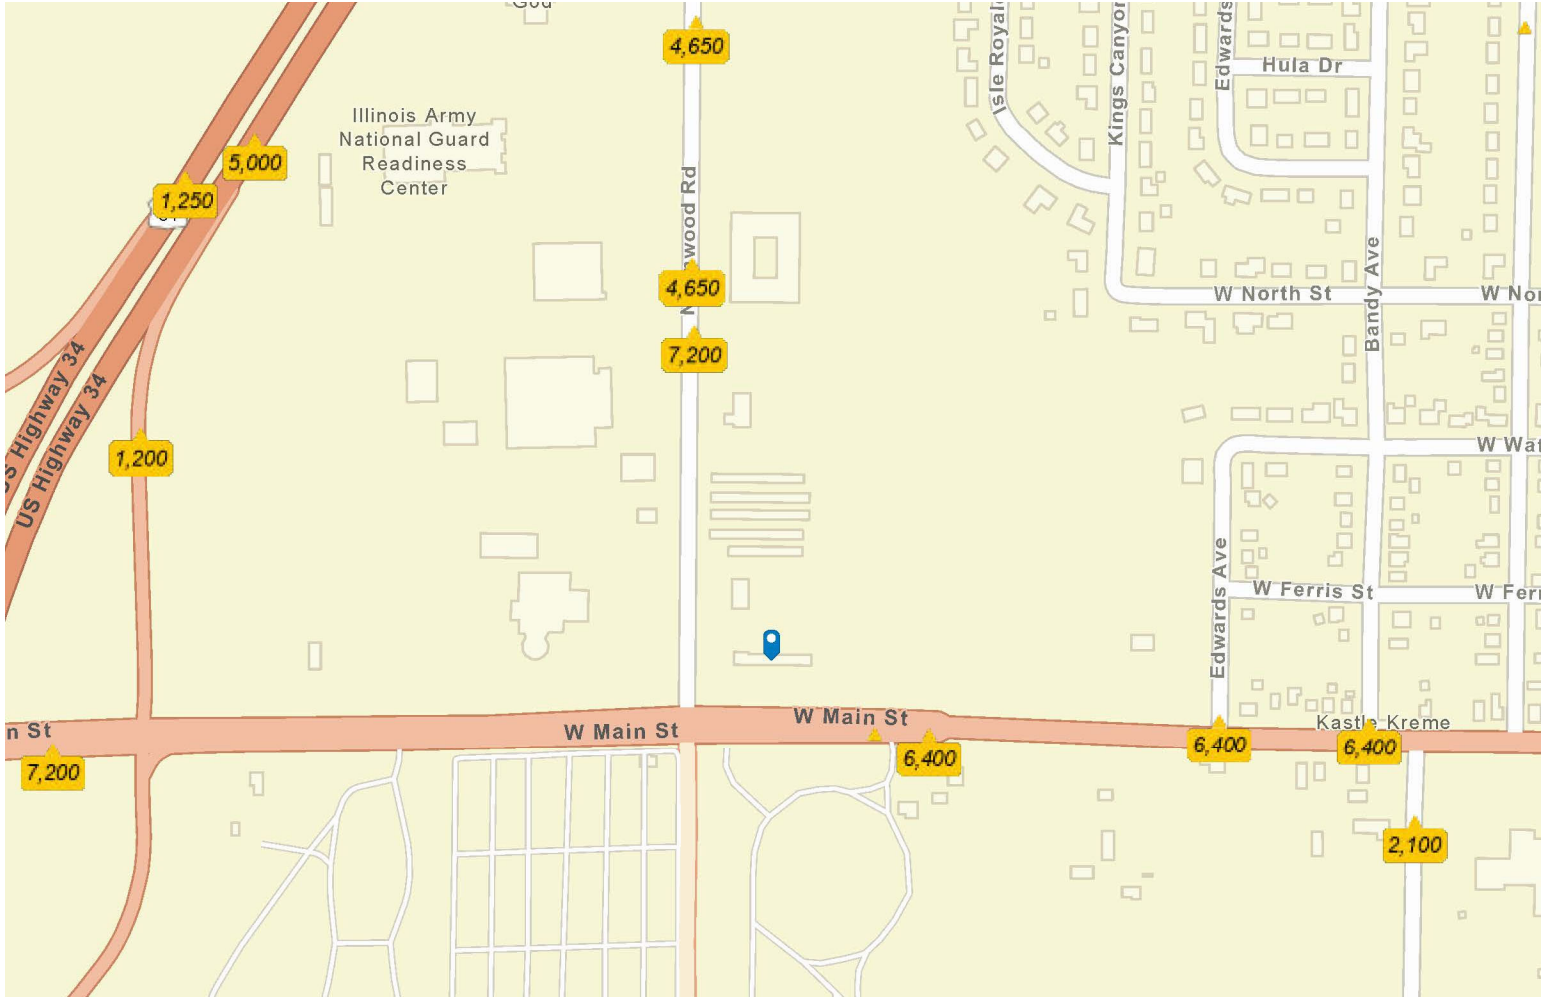 4,650
Isle Royal
Kings Canyon
Edwards
Hula Dr
Illinois Army
National Guard
Readiness
Center
5,000
1,250
wood Rd
4,650
7,200
W North St
W Nor
Bandy Ave
US Highway 34
US Highway 34
1,200
W Wat
Edwards Ave
W Ferris St
W Ferr
n St
W Main St
W Main St
Kastle Kreme
7,200
6,400
6,400
6,400
2,100